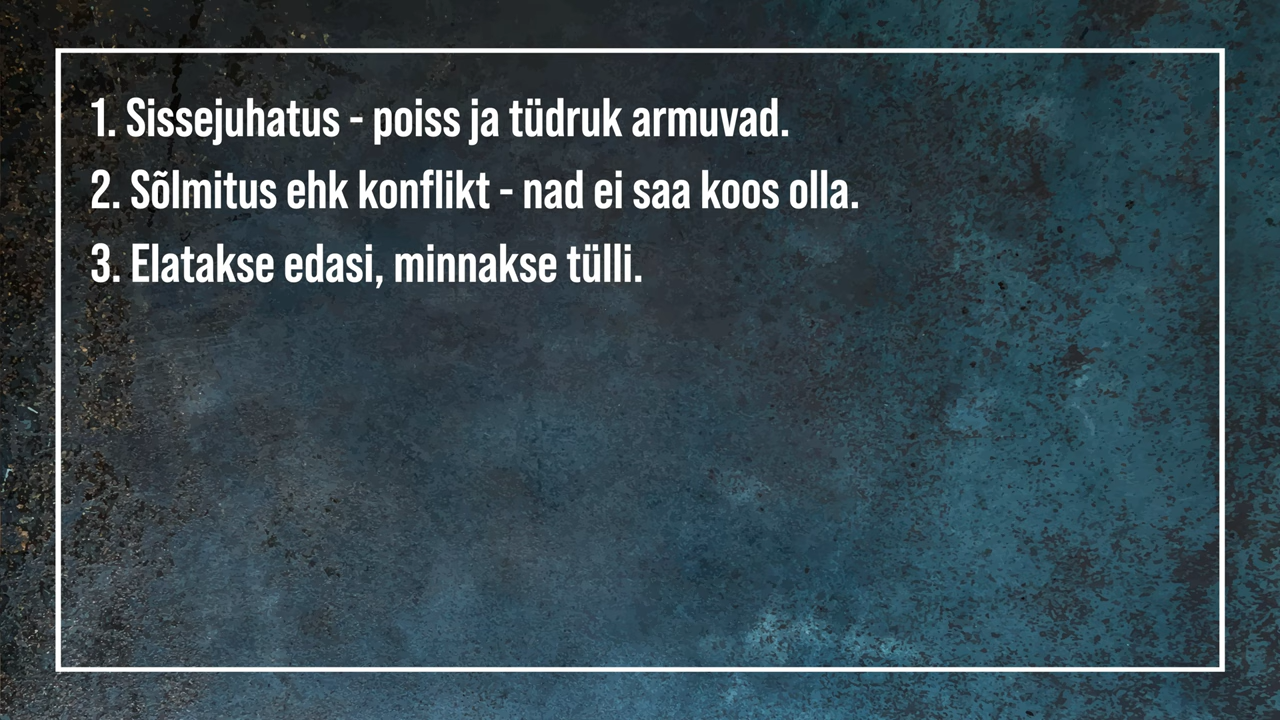 1. Sissejuhatus - poiss ja tüdruk armuvad.
2. Sõlmitus ehk konflikt - nad ei saa koos olla.
3. Elatakse edasi, minnakse tülli.